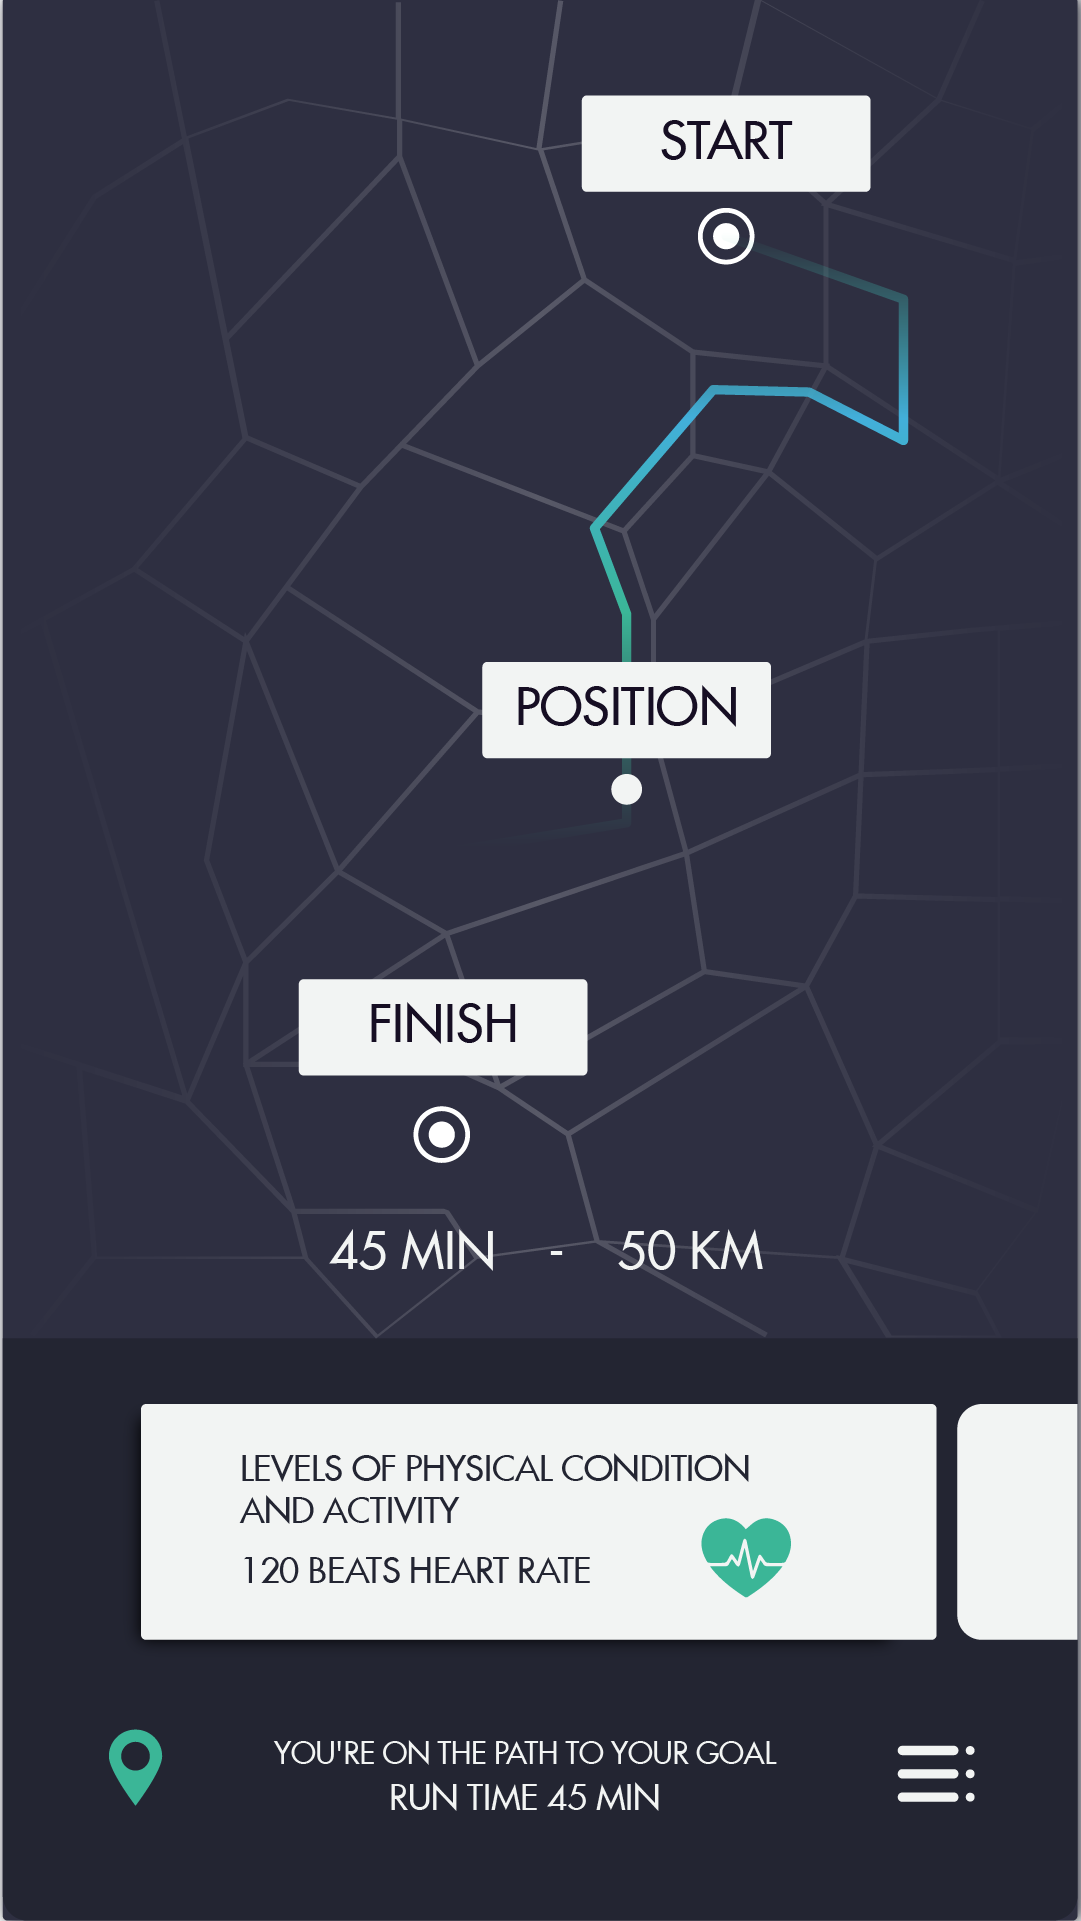 START
POSITION
FINISH
45 MIN - 50 KM
LEVELS OF PHYSICAL CONDITION
AND ACTIVITY
120 BEATS HEART RATE
YOU'RE ON THE PATH TO YOUR GOAL
RUN TIME 45 MIN